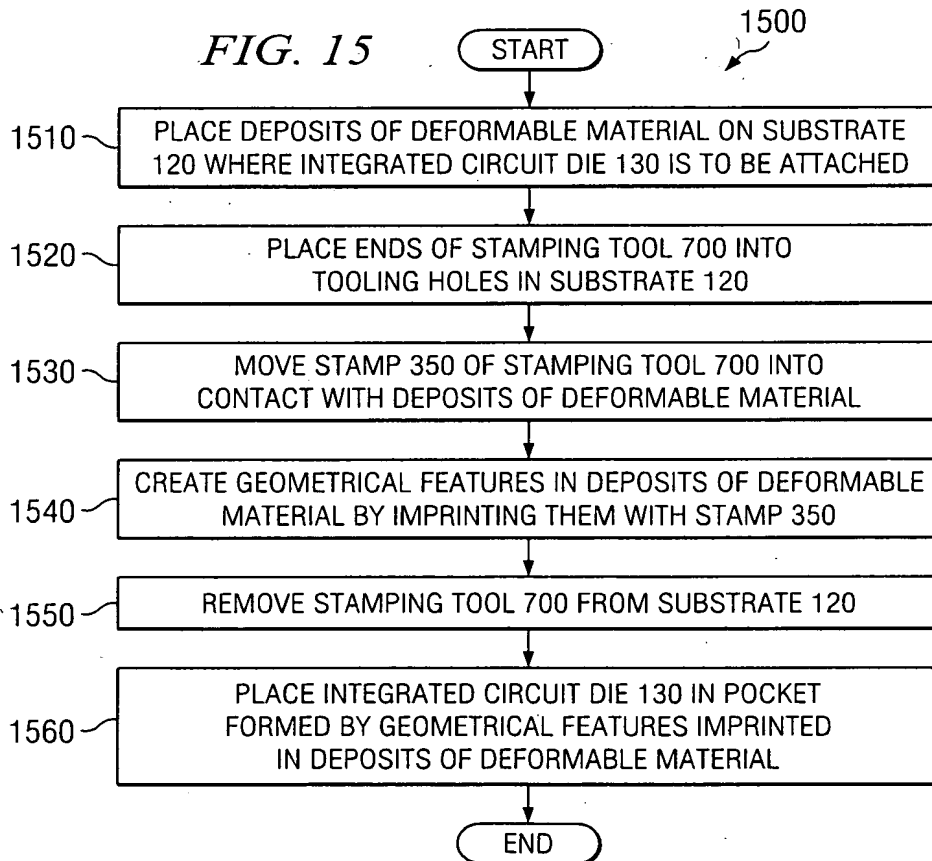 FIG. 15
START
1500
1510
PLACE DEPOSITS OF DEFORMABLE MATERIAL ON SUBSTRATE
120 WHERE INTEGRATED CIRCUIT DIE 130 IS TO BE ATTACHED
1520
PLACE ENDS OF STAMPING TOOL 700 INTO
TOOLING HOLES IN SUBSTRATE 120
1530
MOVE STAMP 350 OF STAMPING TOOL 700 INTO
CONTACT WITH DEPOSITS OF DEFORMABLE MATERIAL
1540
CREATE GEOMETRICAL FEATURES IN DEPOSITS OF DEFORMABLE
MATERIAL BY IMPRINTING THEM WITH STAMP 350
1550
REMOVE STAMPING TOOL 700 FROM SUBSTRATE 120
1560
PLACE INTEGRATED CIRCUIT DIE 130 IN POCKET
FORMED BY GEOMETRICAL FEATURES IMPRINTED
IN DEPOSITS OF DEFORMABLE MATERIAL
END